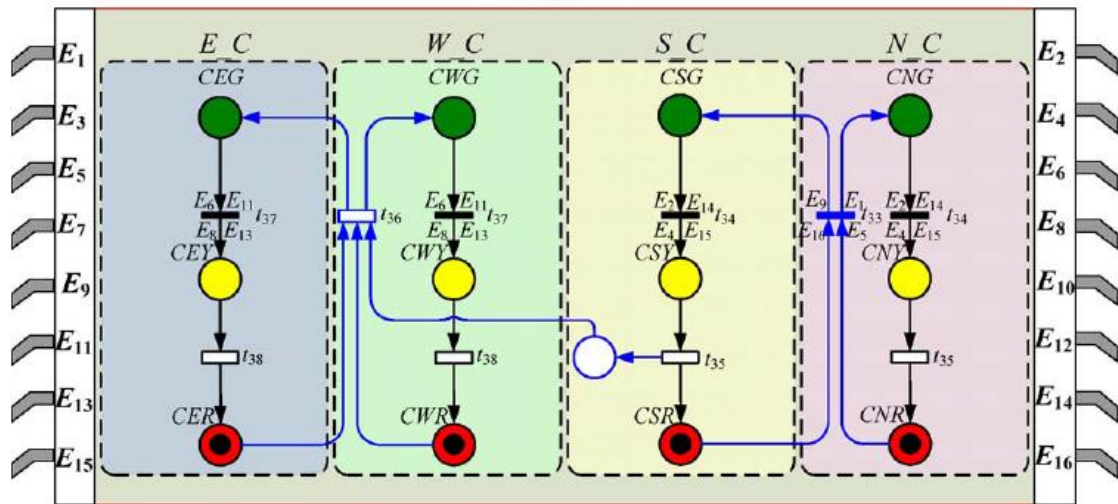 E_C W_C S_C N_C
E1 E2
CEG CWG CSG CNG
E3 E4
E5 E6
E6 E11 E6 E11 E2 E14 E9 E1 E2 E14
t37 t36 t37 t34 t33 t34
E7 E8
E8 E13 E8 E13 E4 E15 E16 E5 E4 E15
CEY CWY CSY CNY
E9 E10
E11 E12
t38 t38 t35 t35
E13 E14
CER CWR CSR CNR
E15 E16